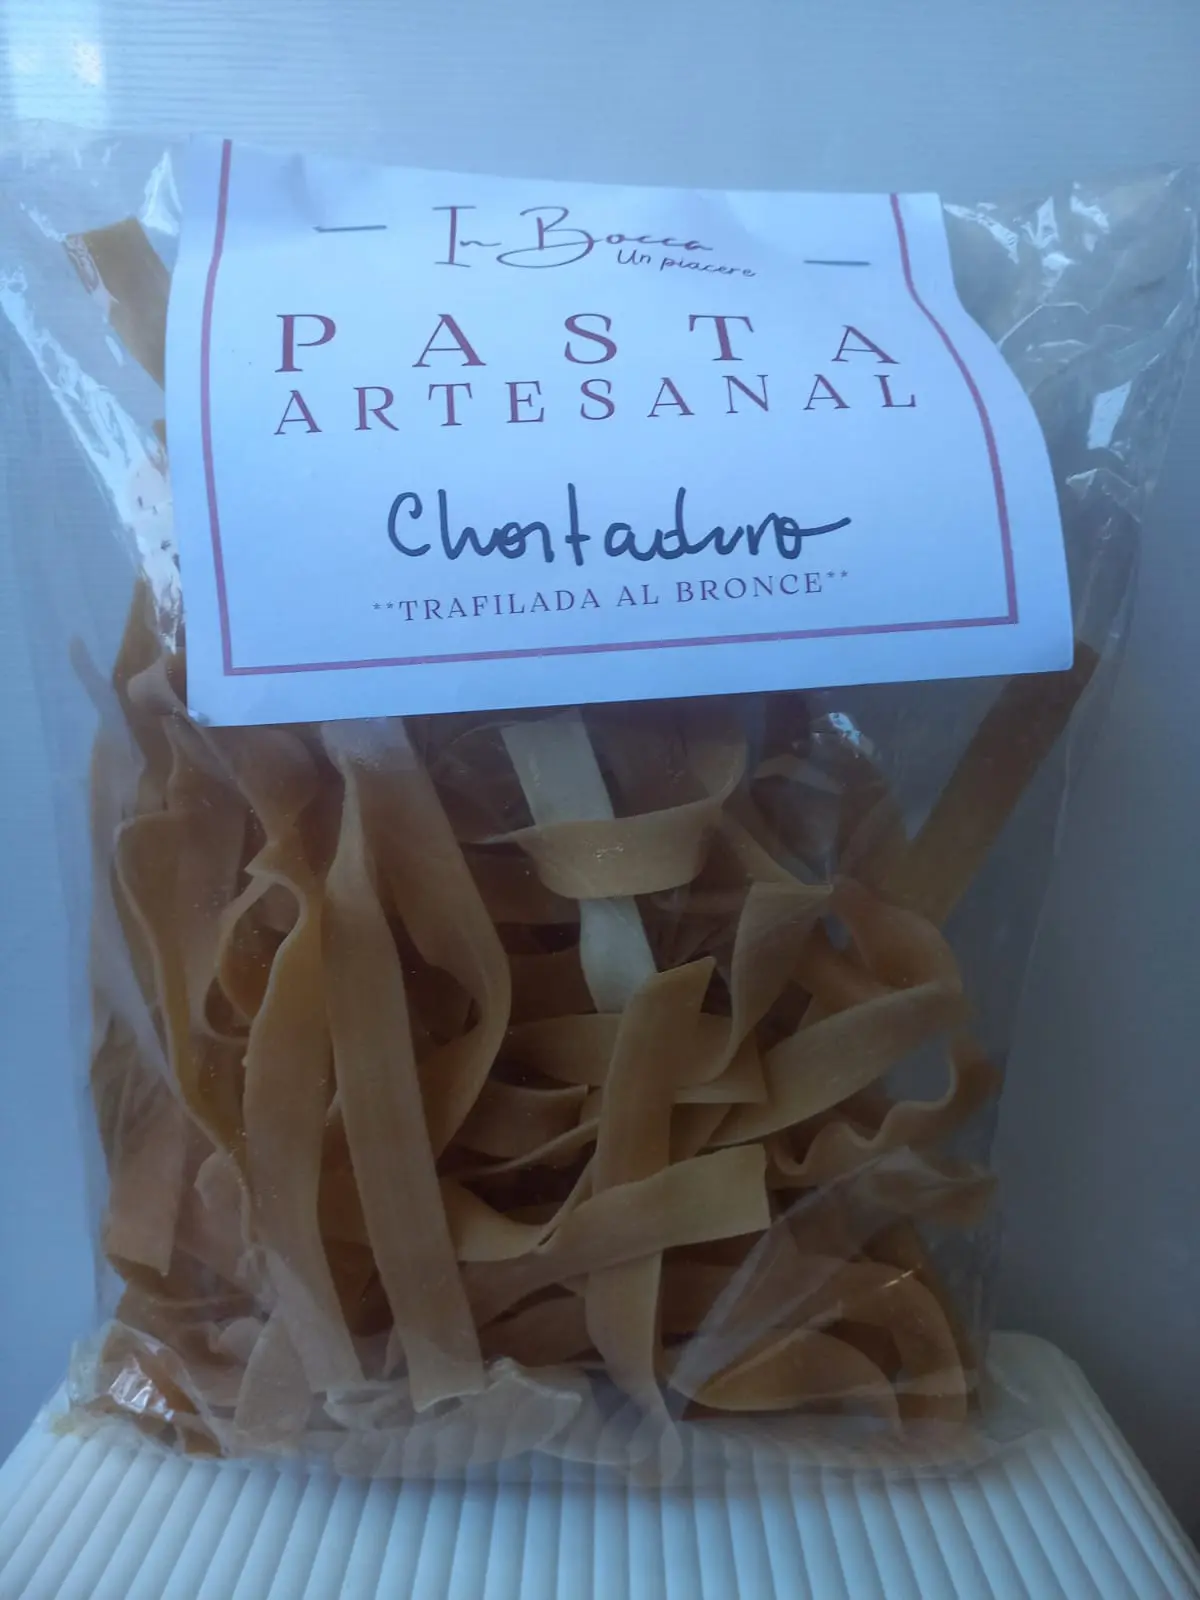 In Bocca
Un piacere
PASTA
ARTESANAL
Chontaduro
**TRAFILADA AL BRONCE**